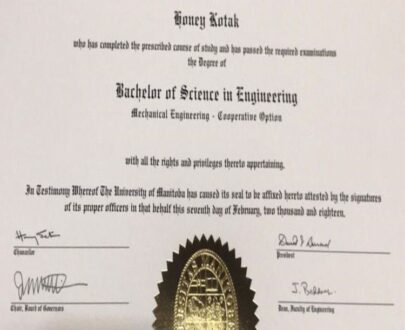 Honey Kotak
who has completed the prescribed course of study and has passed the required examinations
the Degree of
Bachelor of Science in Engineering
Mechanical Engineering - Cooperative Option
with all the rights and privileges thereto appertaining.
In Testimony Whereof The University of Manitoba has caused its seal to be affixed hereto attested by the signatures
of its proper officers in that behalf this seventh day of February, two thousand and eighteen.
Chancellor
President
Chair, Board of Governors
Dean, Faculty of Engineering